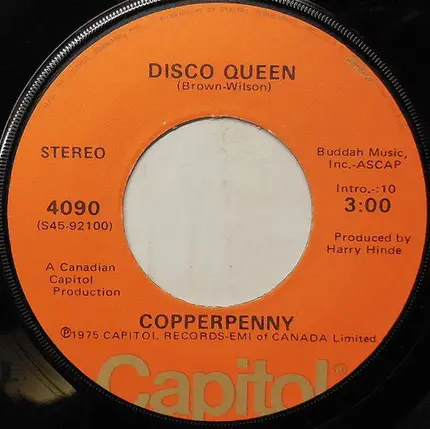 DISCO QUEEN
(Brown-Wilson)
STEREO
Buddah Music,
Inc.-ASCAP
Intro.-:10
4090
3:00
(S45-92100)
Produced by
Harry Hinde
A Canadian
Capitol
Production
COPPERPENNY
Ⓟ1975 CAPITOL RECORDS-EMI of CANADA Limited
Capitol®